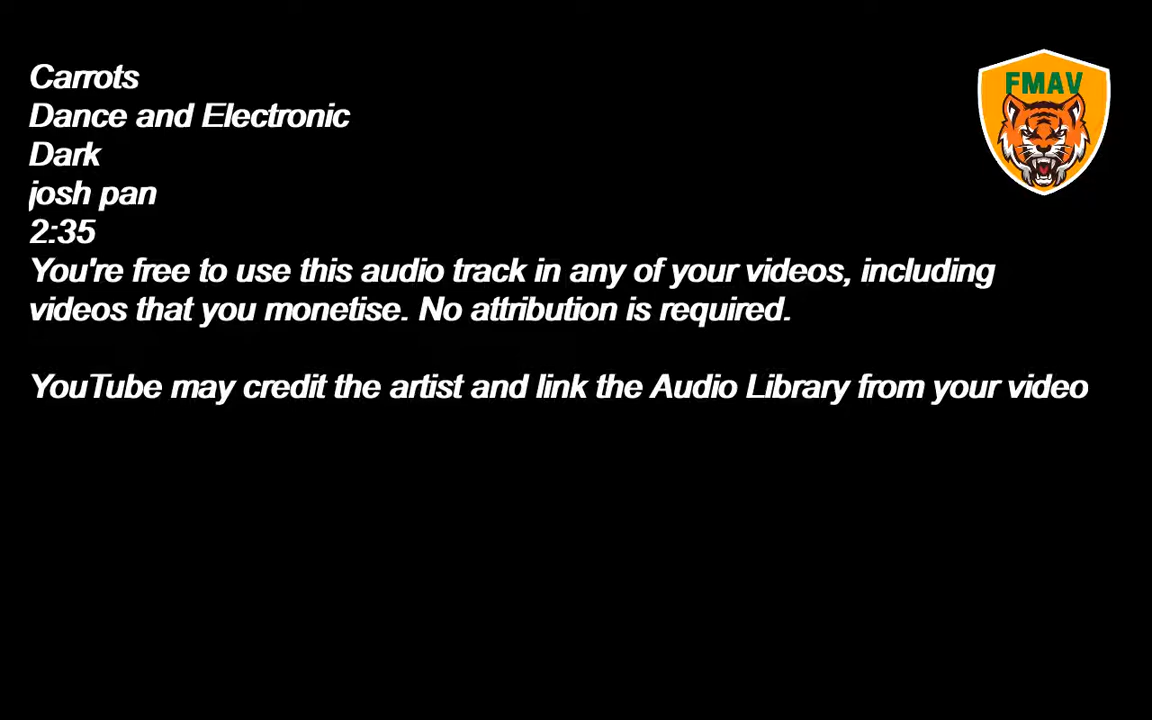 Carrots
Dance and Electronic
Dark
josh pan
2:35
You're free to use this audio track in any of your videos, including
videos that you monetise. No attribution is required.
YouTube may credit the artist and link the Audio Library from your video
FMAV